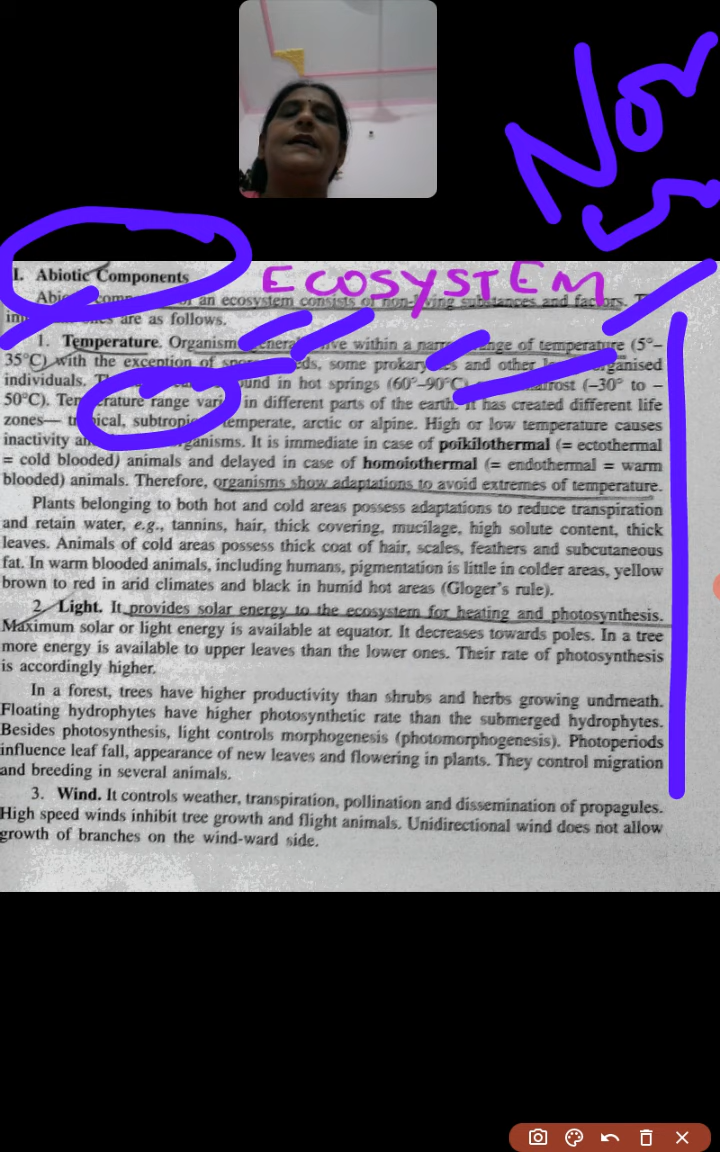 Non
I. Abiotic Components
ECOSYSTEM
an ecosystem consists of non-living substances and factors.
are as follows.
1. Temperature. Organisms generally live within a narrow range of temperature (5°–
35°C) with the exception of seeds, some prokaryotes and other organised
individuals. found in hot springs (60°–90°C) (–30° to –
50°C). Temperature range varies in different parts of the earth. It has created different life
zones— tropical, subtropical, temperate, arctic or alpine. High or low temperature causes
inactivity organisms. It is immediate in case of poikilothermal (= ectothermal
= cold blooded) animals and delayed in case of homoiothermal (= endothermal = warm
blooded) animals. Therefore, organisms show adaptations to avoid extremes of temperature.
Plants belonging to both hot and cold areas possess adaptations to reduce transpiration
and retain water, e.g., tannins, hair, thick covering, mucilage, high solute content, thick
leaves. Animals of cold areas possess thick coat of hair, scales, feathers and subcutaneous
fat. In warm blooded animals, including humans, pigmentation is little in colder areas, yellow
brown to red in arid climates and black in humid hot areas (Gloger's rule).
2. Light. It provides solar energy to the ecosystem for heating and photosynthesis.
Maximum solar or light energy is available at equator. It decreases towards poles. In a tree
more energy is available to upper leaves than the lower ones. Their rate of photosynthesis
is accordingly higher.
In a forest, trees have higher productivity than shrubs and herbs growing undrneath.
Floating hydrophytes have higher photosynthetic rate than the submerged hydrophytes.
Besides photosynthesis, light controls morphogenesis (photomorphogenesis). Photoperiods
influence leaf fall, appearance of new leaves and flowering in plants. They control migration
and breeding in several animals.
3. Wind. It controls weather, transpiration, pollination and dissemination of propagules.
High speed winds inhibit tree growth and flight animals. Unidirectional wind does not allow
growth of branches on the wind-ward side.